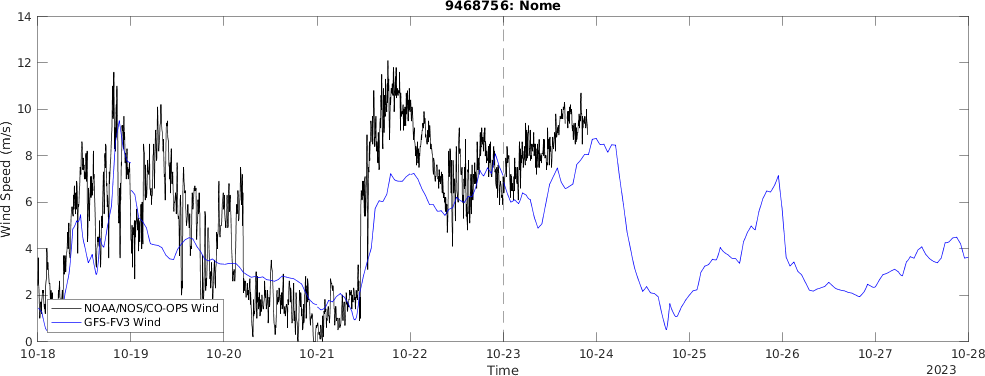 9468756: Nome
Wind Speed (m/s)
14
12
10
8
6
4
2
0
NOAA/NOS/CO-OPS Wind
GFS-FV3 Wind
10-18 10-19 10-20 10-21 10-22 10-23 10-24 10-25 10-26 10-27 10-28
Time
2023